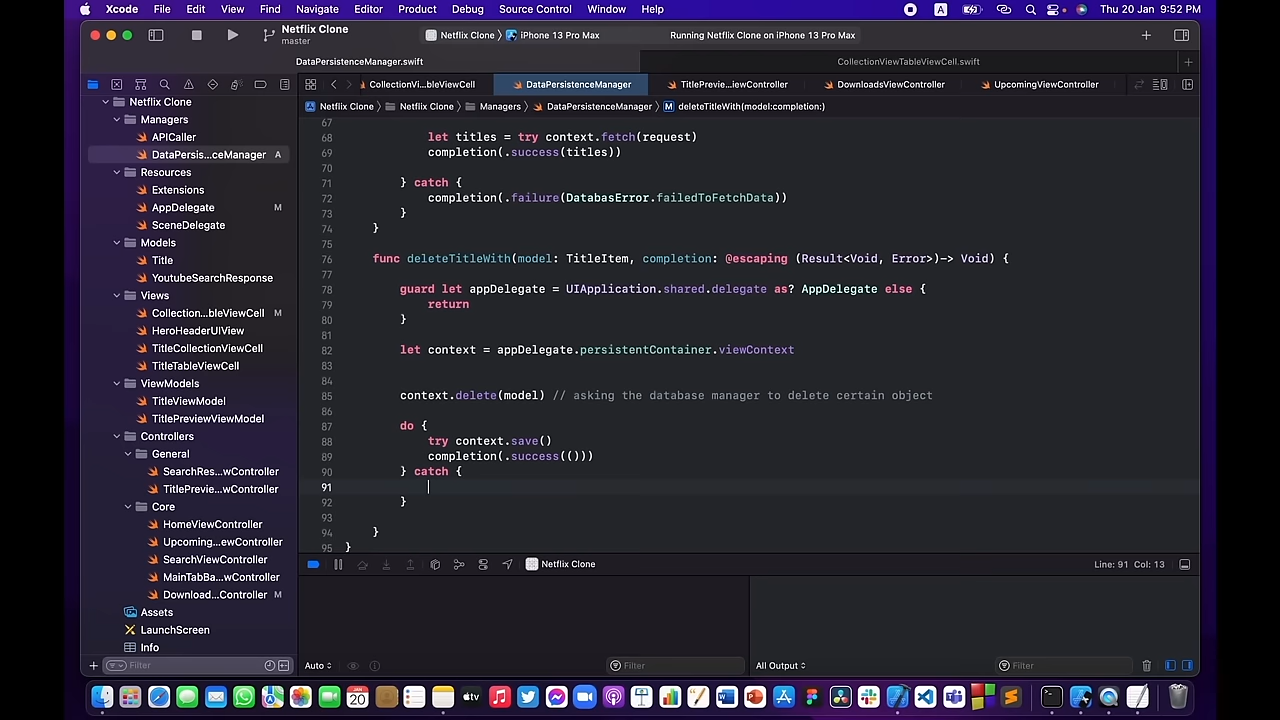 Xcode File Edit View Find Navigate Editor Product Debug Source Control Window Help A Thu 20 Jan 9:52 PM
Netflix Clone
master
Netflix Clone iPhone 13 Pro Max Running Netflix Clone on iPhone 13 Pro Max
DataPersistenceManager.swift CollectionViewTableViewCell.swift
CollectionV...bleViewCell DataPersistenceManager TitlePrevie...iewController DownloadsViewController UpcomingViewController
Netflix Clone Netflix Clone Managers DataPersistenceManager.swift M deleteTitleWith(model:completion:)
Netflix Clone
Managers
APICaller
DataPersis...ceManager A
Resources
Extensions
AppDelegate M
SceneDelegate
Models
Title
YoutubeSearchResponse
Views
Collection...bleViewCell M
HeroHeaderUIView
TitleCollectionViewCell
TitleTableViewCell
ViewModels
TitleViewModel
TitlePreviewViewModel
Controllers
General
SearchRes...wController
TitlePrevie...wController
Core
HomeViewController
Upcoming...ewController
SearchViewController
MainTabBa...wController
Download...Controller M
Assets
LaunchScreen
Info
Filter
67
68 let titles = try context.fetch(request)
69 completion(.success(titles))
70
71 } catch {
72 completion(.failure(DatabasError.failedToFetchData))
73 }
74 }
75
76 func deleteTitleWith(model: TitleItem, completion: @escaping (Result<Void, Error>)-> Void) {
77
78 guard let appDelegate = UIApplication.shared.delegate as? AppDelegate else {
79 return
80 }
81
82 let context = appDelegate.persistentContainer.viewContext
83
84
85 context.delete(model) // asking the database manager to delete certain object
86
87 do {
88 try context.save()
89 completion(.success(()))
90 } catch {
91
92 }
93
94 }
95 }
Netflix Clone Line: 91 Col: 13
Auto Filter All Output Filter
JAN
20
tv